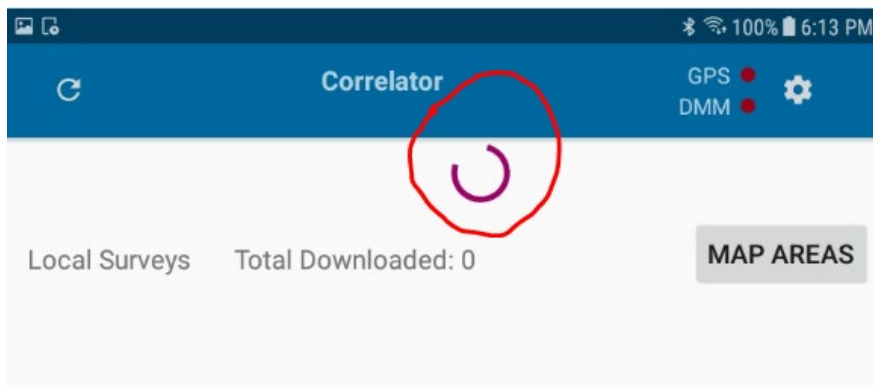 100% 6:13 PM
Correlator
GPS
DMM
Local Surveys Total Downloaded: 0 MAP AREAS